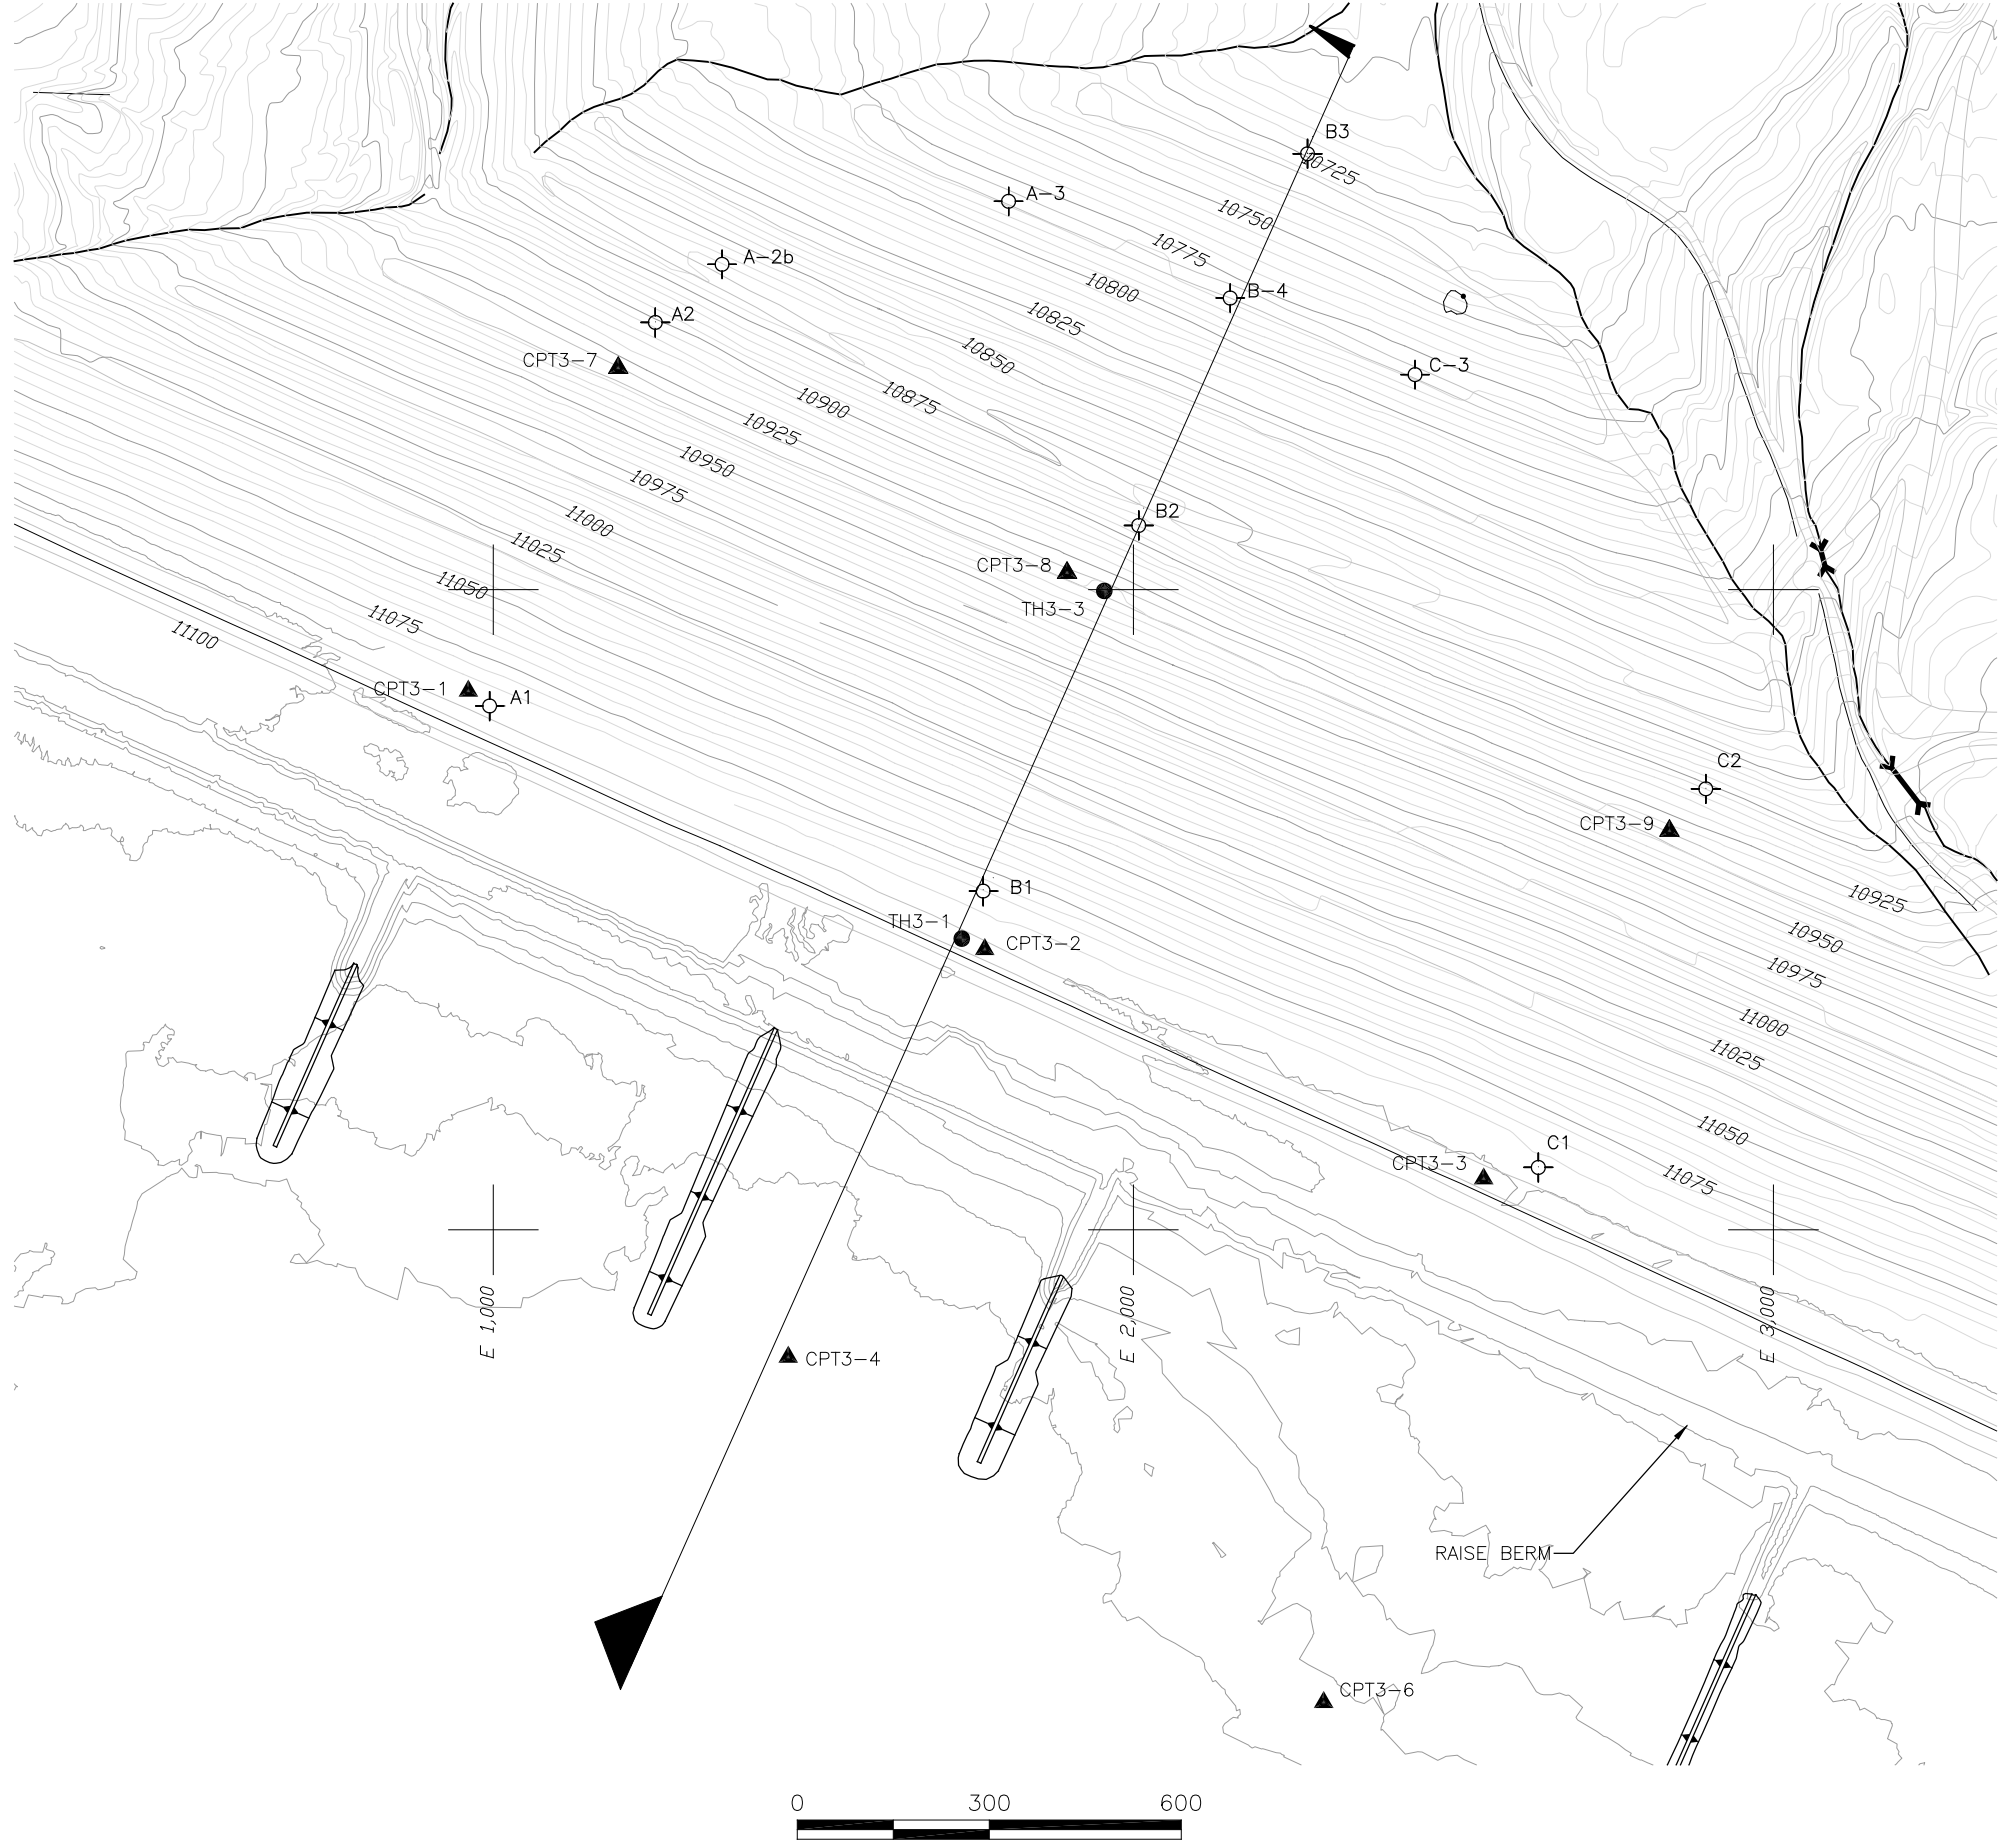 B3
10725
A-3
10750
10775
A-2b
10800
B-4
A2
10825
CPT3-7
10850
C-3
10875
10900
10925
10950
10975
B2
11000
11025
CPT3-8
11050
TH3-3
11075
11100
CPT3-1
A1
C2
CPT3-9
B1
10925
TH3-1
CPT3-2
10950
10975
11000
11025
11050
C1
CPT3-3
11075
E 1,000
E 2,000
E 3,000
CPT3-4
RAISE BERM
CPT3-6
0 300 600